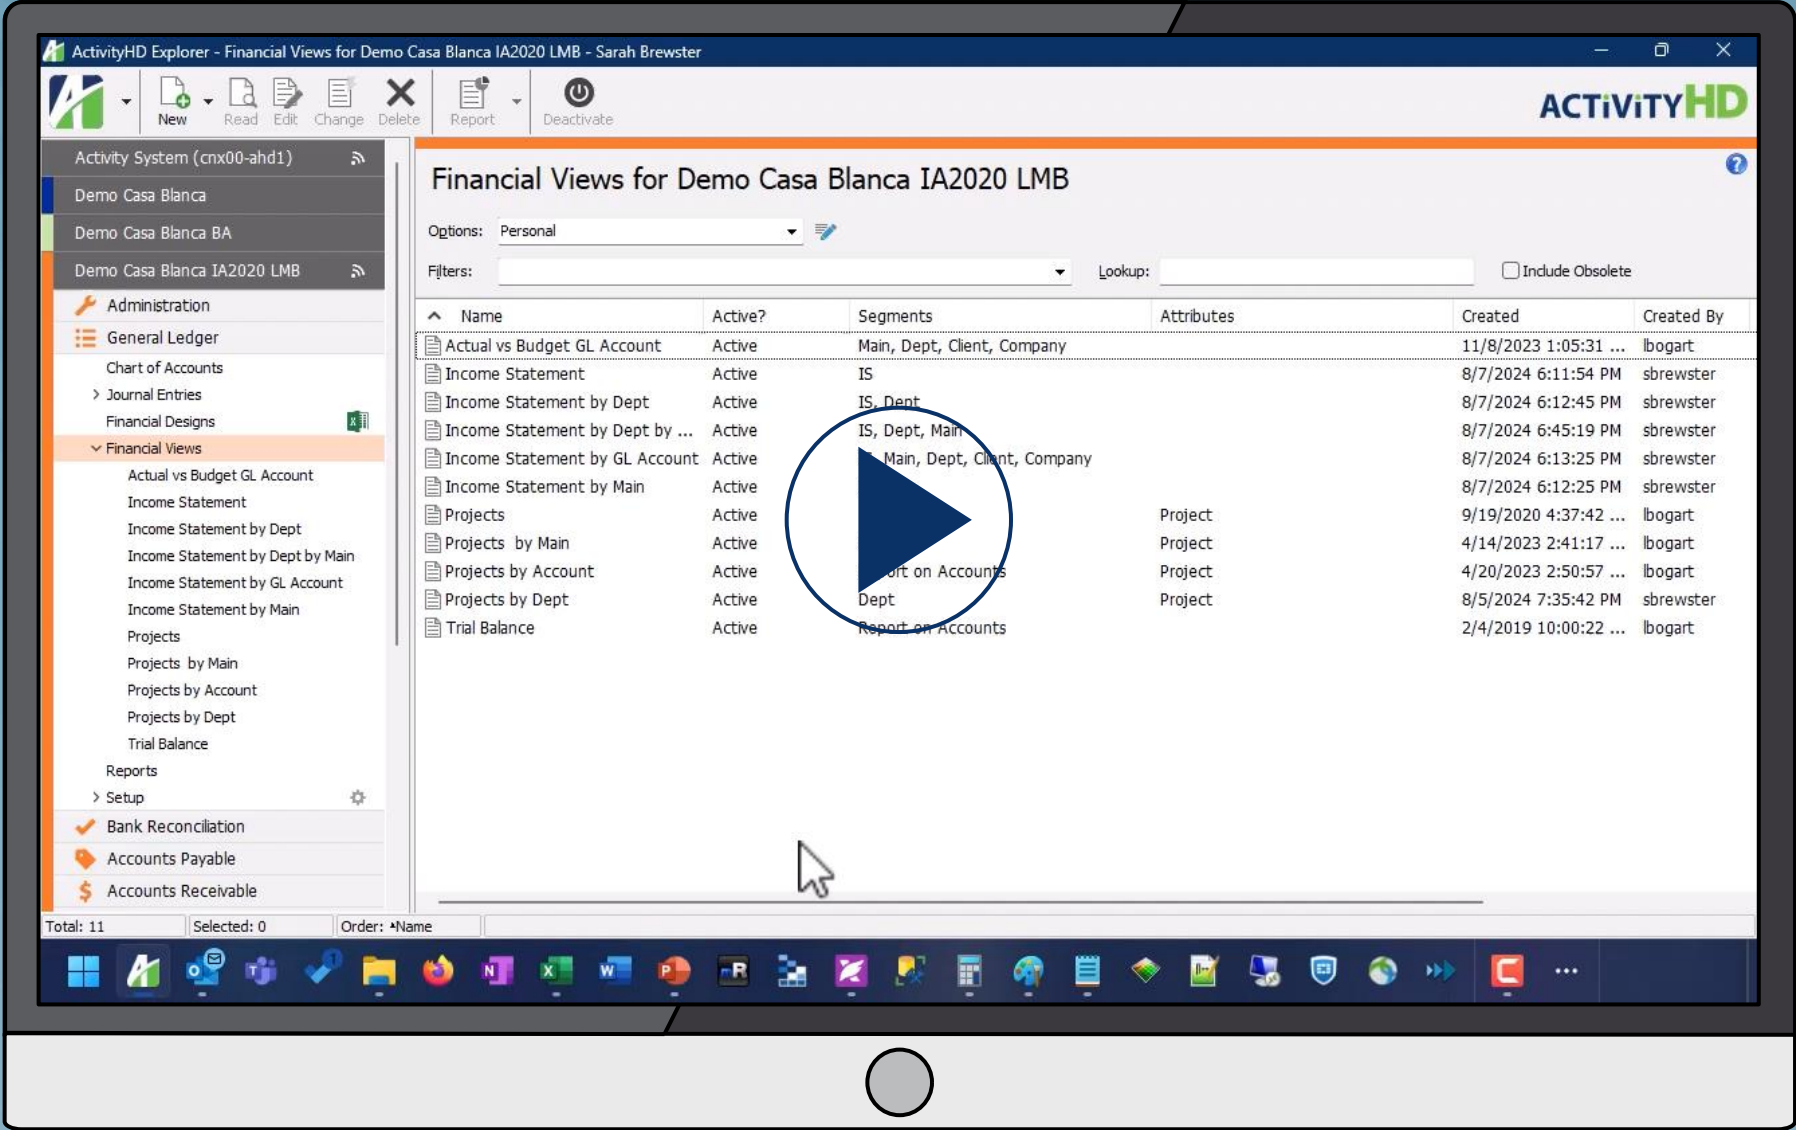 ActivityHD Explorer - Financial Views for Demo Casa Blanca IA2020 LMB - Sarah Brewster
New Read Edit Change Delete Report Deactivate
ACTiViTYHD
Activity System (cnx00-ahd1)
Demo Casa Blanca
Demo Casa Blanca BA
Demo Casa Blanca IA2020 LMB
Administration
General Ledger
Chart of Accounts
Journal Entries
Financial Designs
Financial Views
Actual vs Budget GL Account
Income Statement
Income Statement by Dept
Income Statement by Dept by Main
Income Statement by GL Account
Income Statement by Main
Projects
Projects by Main
Projects by Account
Projects by Dept
Trial Balance
Reports
Setup
Bank Reconciliation
Accounts Payable
Accounts Receivable
Financial Views for Demo Casa Blanca IA2020 LMB
Options: Personal
Filters: Lookup: Include Obsolete
Name Active? Segments Attributes Created Created By
Actual vs Budget GL Account Active Main, Dept, Client, Company 11/8/2023 1:05:31 ... lbogart
Income Statement Active IS 8/7/2024 6:11:54 PM sbrewster
Income Statement by Dept Active IS, Dept 8/7/2024 6:12:45 PM sbrewster
Income Statement by Dept by ... Active IS, Dept, Main 8/7/2024 6:45:19 PM sbrewster
Income Statement by GL Account Active Main, Dept, Client, Company 8/7/2024 6:13:25 PM sbrewster
Income Statement by Main Active 8/7/2024 6:12:25 PM sbrewster
Projects Active Project 9/19/2020 4:37:42 ... lbogart
Projects by Main Active Project 4/14/2023 2:41:17 ... lbogart
Projects by Account Active Report on Accounts Project 4/20/2023 2:50:57 ... lbogart
Projects by Dept Active Dept Project 8/5/2024 7:35:42 PM sbrewster
Trial Balance Active Report on Accounts 2/4/2019 10:00:22 ... lbogart
Total: 11 Selected: 0 Order: Name